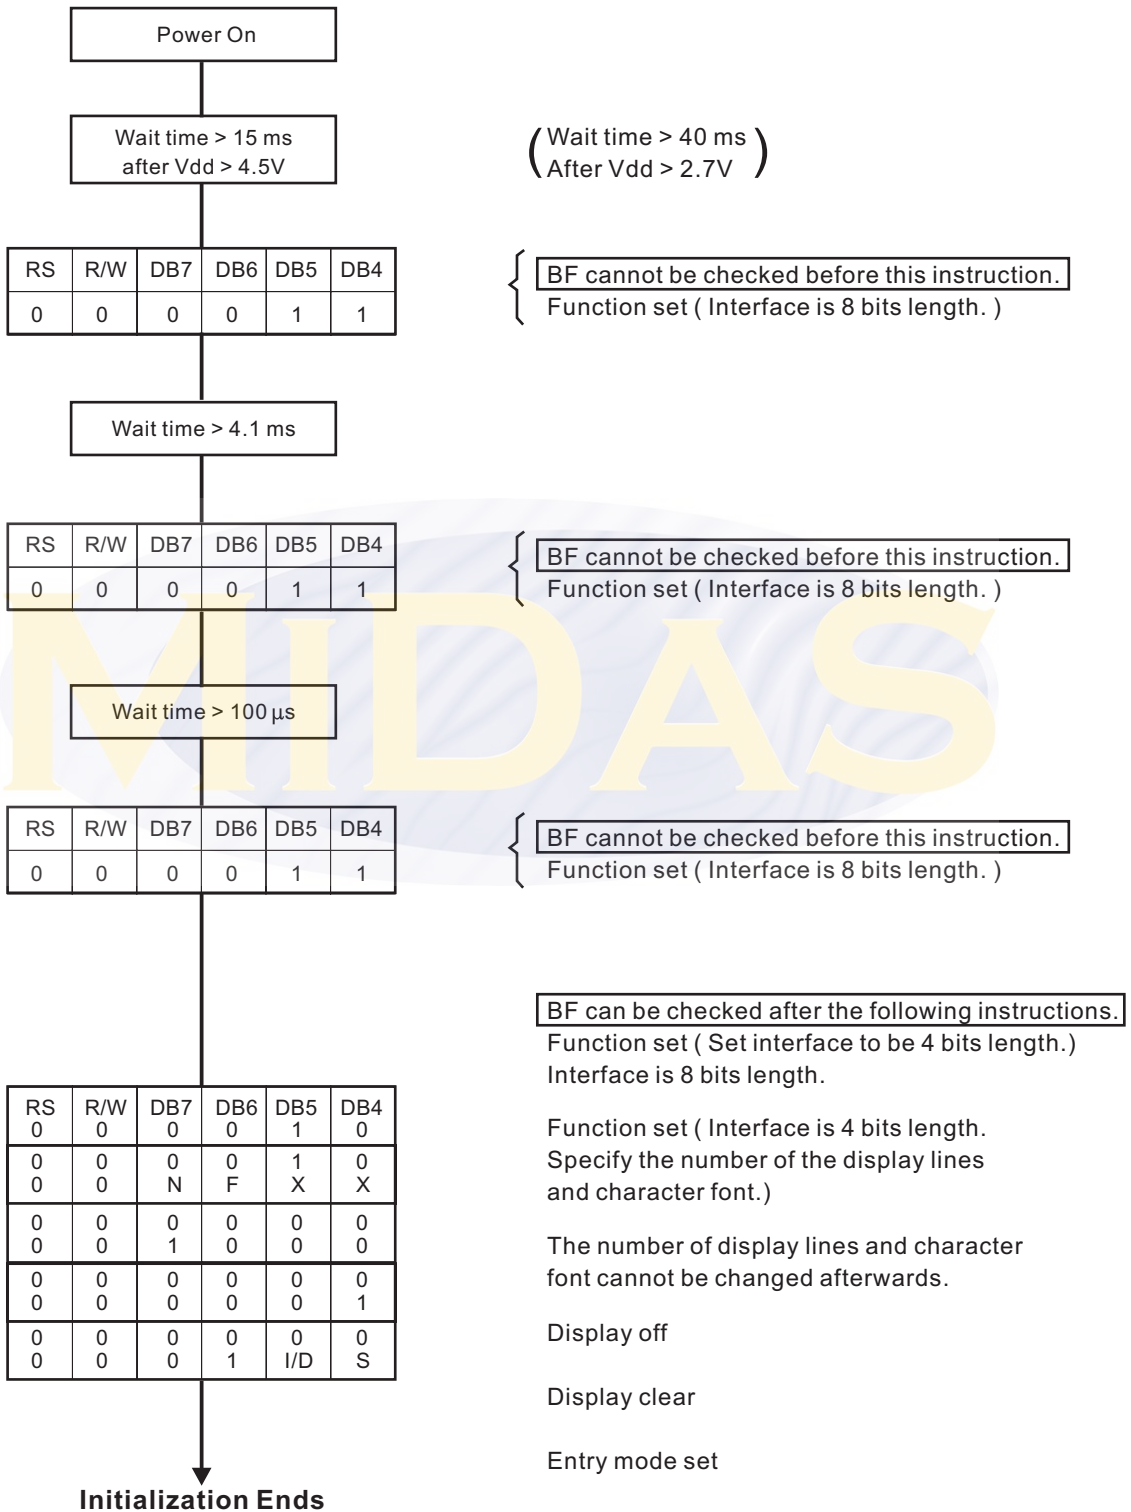 Power On
Wait time > 15 ms
after Vdd > 4.5V
(Wait time > 40 ms
After Vdd > 2.7V)
RS R/W DB7 DB6 DB5 DB4
0 0 0 0 1 1
BF cannot be checked before this instruction.
Function set ( Interface is 8 bits length. )
Wait time > 4.1 ms
RS R/W DB7 DB6 DB5 DB4
0 0 0 0 1 1
BF cannot be checked before this instruction.
Function set ( Interface is 8 bits length. )
MIDAS
Wait time > 100 μs
RS R/W DB7 DB6 DB5 DB4
0 0 0 0 1 1
BF cannot be checked before this instruction.
Function set ( Interface is 8 bits length. )
BF can be checked after the following instructions.
Function set ( Set interface to be 4 bits length.)
Interface is 8 bits length.
RS R/W DB7 DB6 DB5 DB4
0 0 0 0 1 0
0 0 0 0 1 0
0 0 N F X X
0 0 0 0 0 0
0 0 1 0 0 0
0 0 0 0 0 0
0 0 0 0 0 1
0 0 0 0 0 0
0 0 0 1 I/D S
Function set ( Interface is 4 bits length.
Specify the number of the display lines
and character font.)
The number of display lines and character
font cannot be changed afterwards.
Display off
Display clear
Entry mode set
Initialization Ends